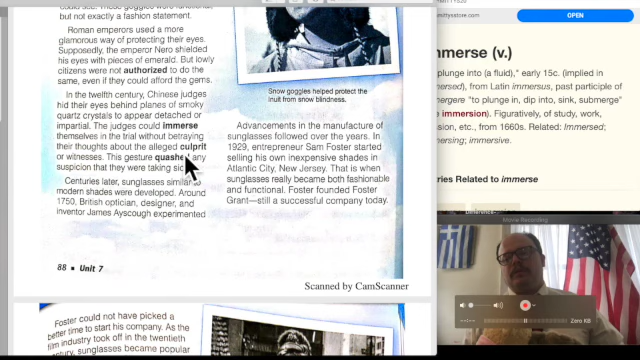 could Nero. These goggles were functional,
but not exactly a fashion statement.
Roman emperors used a more
glamorous way of protecting their eyes.
Supposedly, the emperor Nero shielded
his eyes with pieces of emerald. But lowly
citizens were not authorized to do the
same, even if they could afford the gems.
In the twelfth century, Chinese judges
hid their eyes behind planes of smoky
quartz crystals to appear detached or
impartial. The judges could immerse
themselves in the trial without betraying
their thoughts about the alleged culprit
or witnesses. This gesture quashed any
suspicion that they were taking
Centuries later, sunglasses similar to
modern shades were developed. Around
1750, British optician, designer, and
inventor James Ayscough experimented
Snow goggles helped protect the
Inuit from snow blindness.
Advancements in the manufacture of
sunglasses followed over the years. In
1929, entrepreneur Sam Foster started
selling his own inexpensive shades in
Atlantic City, New Jersey. That is when
sunglasses really became both fashionable
and functional. Foster founded Foster
Grant—still a successful company today.
88 ■ Unit 7
Scanned by CamScanner
Foster could not have picked a
better time to start his company. As the
film industry took off in the twentieth
century, sunglasses became popular
OPEN
mmerse (v.)
plunge into (a fluid)," early 15c. (implied in
mersed), from Latin immersus, past participle of
mergere "to plunge in, dip into, sink, submerge"
immersion). Figuratively, of study, work,
sion, etc., from 1660s. Related: Immersed;
mersing; immersive.
ries Related to immerse
Movie Recording
--:--
Zero KB